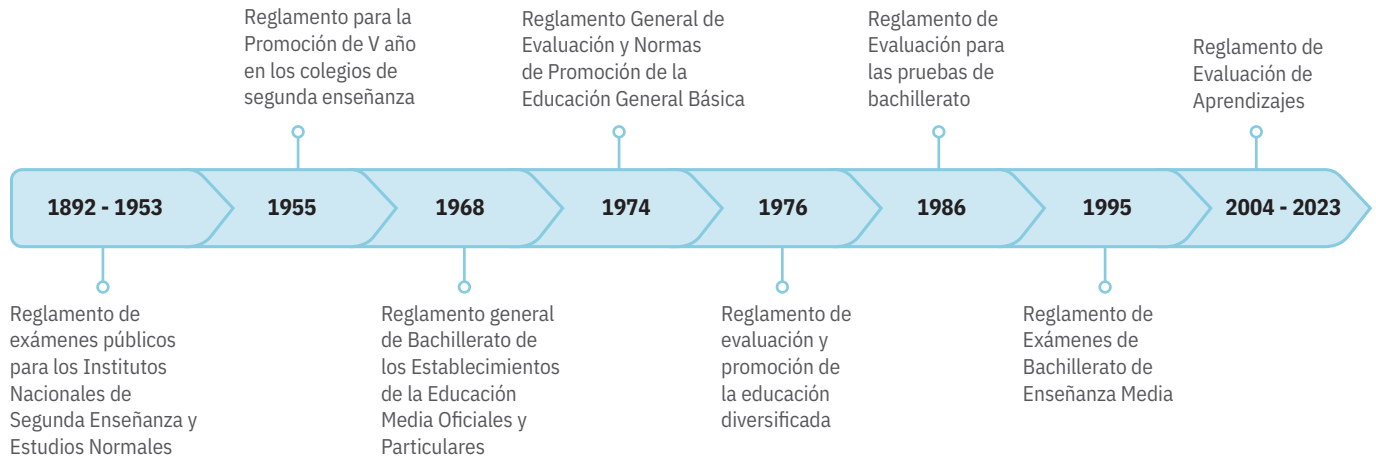 Reglamento para la
Promoción de V año
en los colegios de
segunda enseñanza
Reglamento General de
Evaluación y Normas
de Promoción de la
Educación General Básica
Reglamento de
Evaluación para
las pruebas de
bachillerato
Reglamento de
Evaluación de
Aprendizajes
1892 - 1953
1955
1968
1974
1976
1986
1995
2004 - 2023
Reglamento de
exámenes públicos
para los Institutos
Nacionales de
Segunda Enseñanza y
Estudios Normales
Reglamento general
de Bachillerato de
los Establecimientos
de la Educación
Media Oficiales y
Particulares
Reglamento de
evaluación y
promoción de
la educación
diversificada
Reglamento de
Exámenes de
Bachillerato de
Enseñanza Media